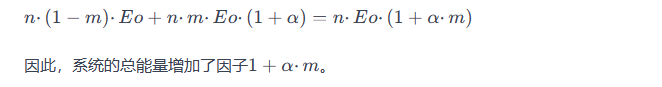 n·(1 − m)·Eo + n·m·Eo·(1 + α) = n·Eo·(1 + α·m)
因此，系统的总能量增加了因子1 + α·m。